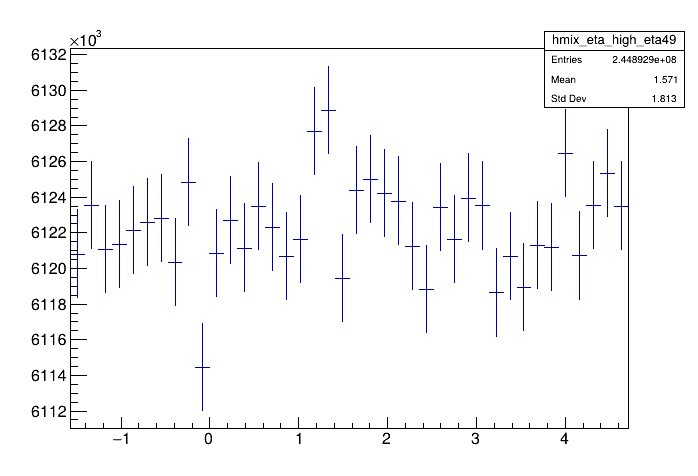 ×10³
hmix_eta_high_eta49
Entries 2.448929e+08
Mean 1.571
Std Dev 1.813
6132
6130
6128
6126
6124
6122
6120
6118
6116
6114
6112
−1 0 1 2 3 4